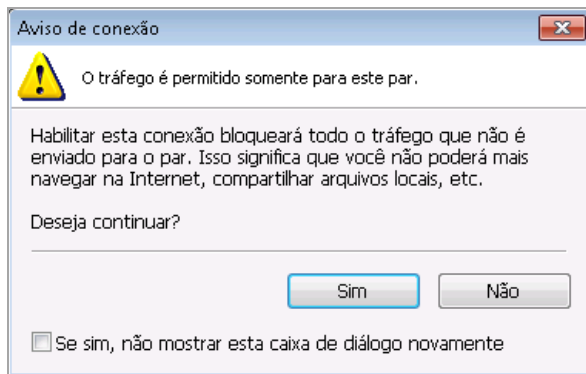 Aviso de conexão
O tráfego é permitido somente para este par.
Habilitar esta conexão bloqueará todo o tráfego que não é
enviado para o par. Isso significa que você não poderá mais
navegar na Internet, compartilhar arquivos locais, etc.
Deseja continuar?
Sim
Não
Se sim, não mostrar esta caixa de diálogo novamente